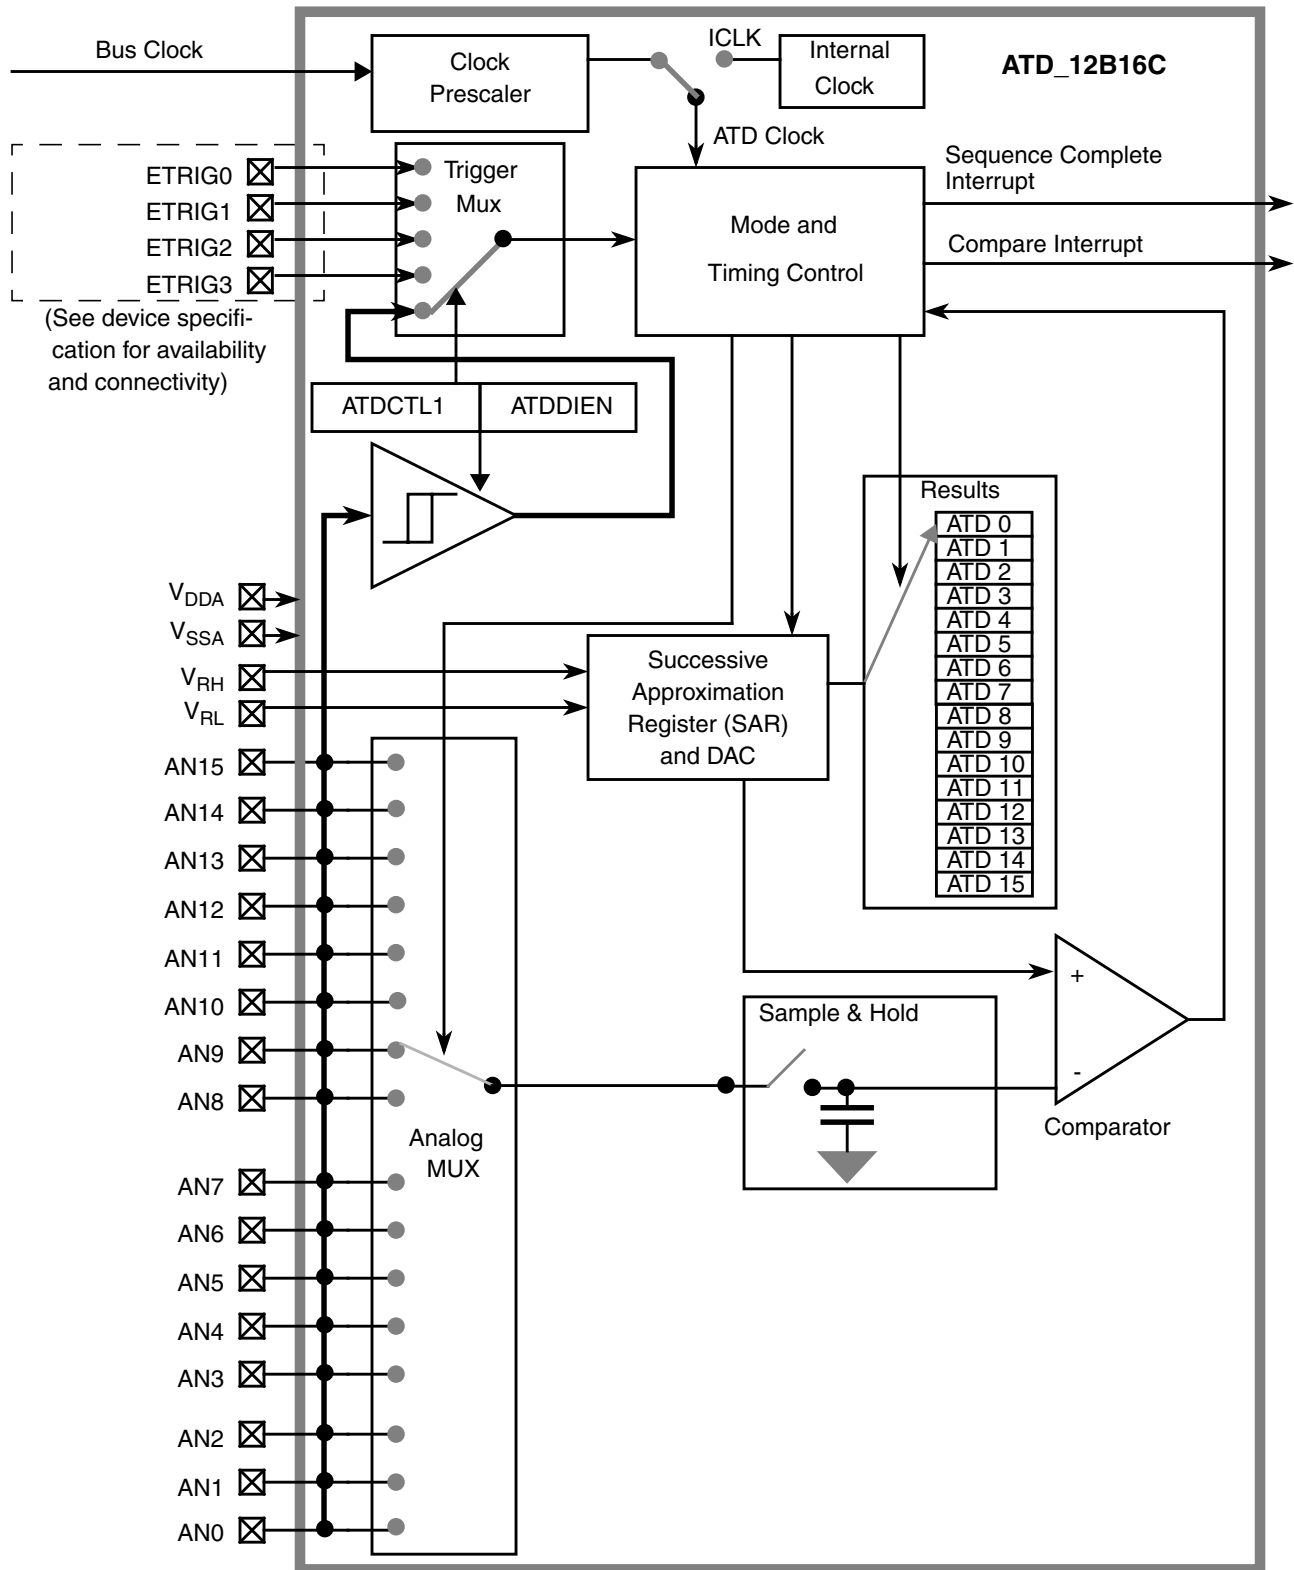 Bus Clock
Clock
Prescaler
ICLK
Internal
Clock
ATD_12B16C
ATD Clock
ETRIG0
ETRIG1
ETRIG2
ETRIG3
(See device specifi-
cation for availability
and connectivity)
Trigger
Mux
Mode and
Timing Control
Sequence Complete
Interrupt
Compare Interrupt
ATDCTL1
ATDDIEN
Results
ATD 0
ATD 1
ATD 2
ATD 3
ATD 4
ATD 5
ATD 6
ATD 7
ATD 8
ATD 9
ATD 10
ATD 11
ATD 12
ATD 13
ATD 14
ATD 15
VDDA
VSSA
VRH
VRL
Successive
Approximation
Register (SAR)
and DAC
AN15
AN14
AN13
AN12
AN11
AN10
AN9
AN8
AN7
AN6
AN5
AN4
AN3
AN2
AN1
AN0
Analog
MUX
Sample & Hold
+
-
Comparator